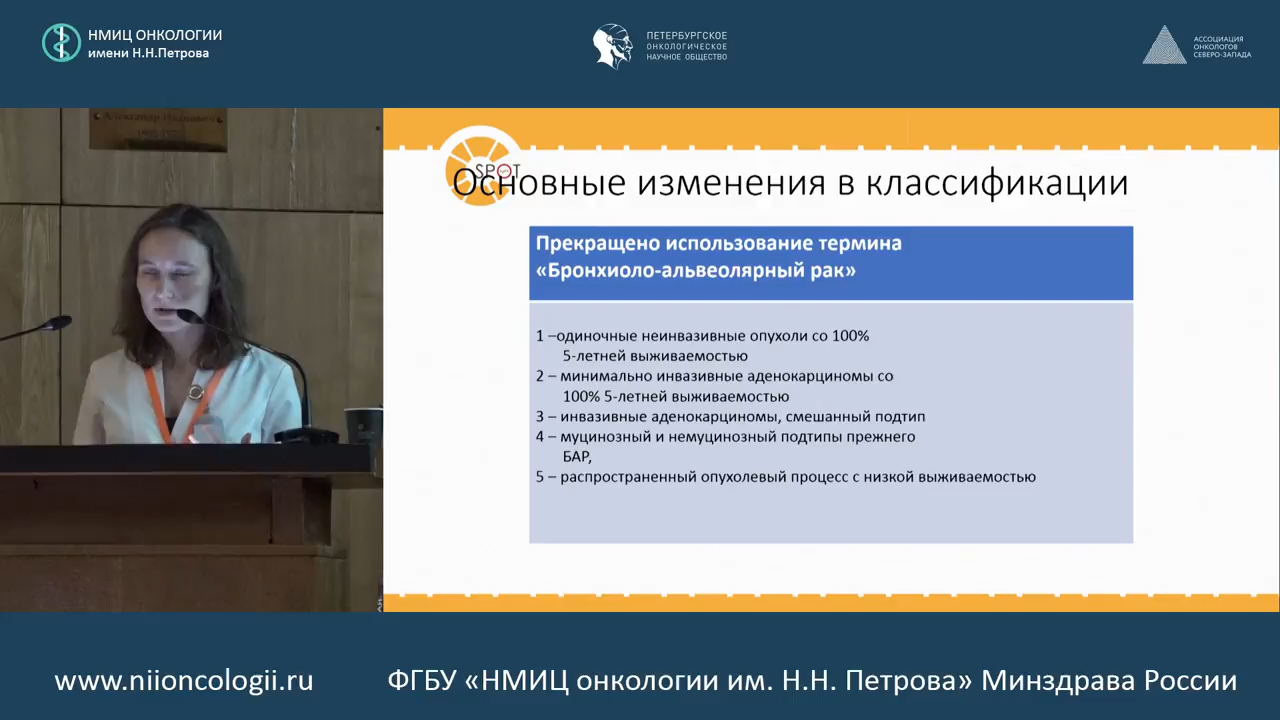 НМИЦ ОНКОЛОГИИ
имени Н.Н.Петрова
ПЕТЕРБУРГСКОЕ
ОНКОЛОГИЧЕСКОЕ
НАУЧНОЕ ОБЩЕСТВО
АССОЦИАЦИЯ
ОНКОЛОГОВ
СЕВЕРО-ЗАПАДА
Александр Иванович
SPOT
Основные изменения в классификации
Прекращено использование термина
«Бронхиоло-альвеолярный рак»
1 –одиночные неинвазивные опухоли со 100%
5-летней выживаемостью
2 – минимально инвазивные аденокарциномы со
100% 5-летней выживаемостью
3 – инвазивные аденокарциномы, смешанный подтип
4 – муцинозный и немуцинозный подтипы прежнего
БАР,
5 – распространенный опухолевый процесс с низкой выживаемостью
www.niioncologii.ru
ФГБУ «НМИЦ онкологии им. Н.Н. Петрова» Минздрава России